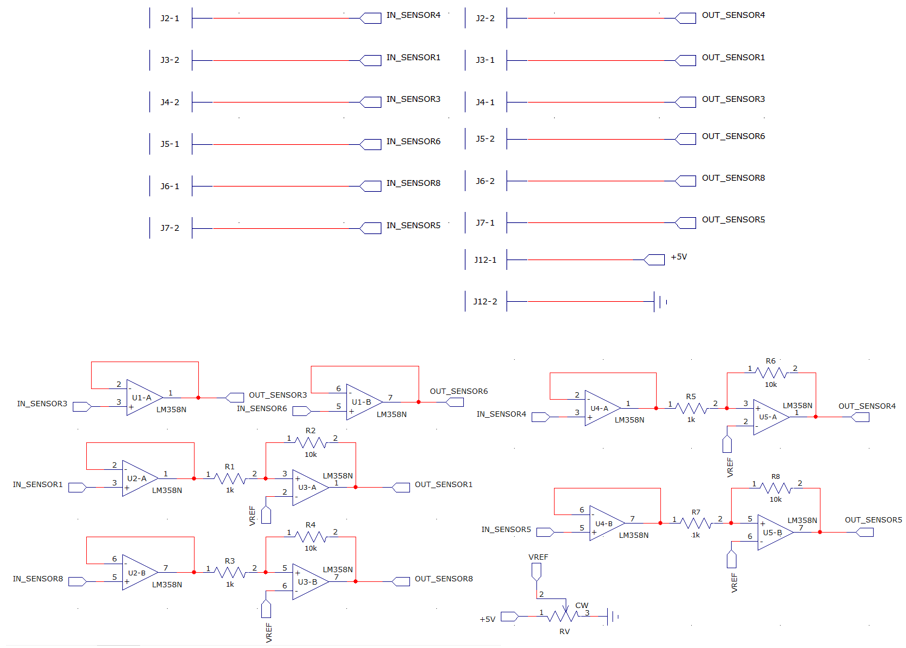 J2-1 IN_SENSOR4 J2-2 OUT_SENSOR4
J3-2 IN_SENSOR1 J3-1 OUT_SENSOR1
J4-2 IN_SENSOR3 J4-1 OUT_SENSOR3
J5-1 IN_SENSOR6 J5-2 OUT_SENSOR6
J6-1 IN_SENSOR8 J6-2 OUT_SENSOR8
J7-2 IN_SENSOR5 J7-1 OUT_SENSOR5
J12-1 +5V
J12-2
IN_SENSOR3 2 - 3 + U1-A 1 LM358N OUT_SENSOR3
IN_SENSOR6 6 - 5 + U1-B 7 LM358N OUT_SENSOR6
IN_SENSOR4 2 - 3 + U4-A 1 LM358N 1 R5 2 1k 1 R6 2 10k 3 + 2 - U5-A 1 LM358N OUT_SENSOR4
VREF
IN_SENSOR1 2 - 3 + U2-A 1 LM358N 1 R1 2 1k 1 R2 2 10k 3 + 2 - U3-A 1 LM358N OUT_SENSOR1
VREF
IN_SENSOR5 6 - 5 + U4-B 7 LM358N 1 R7 2 1k 1 R8 2 10k 5 + 6 - U5-B 7 LM358N OUT_SENSOR5
VREF
IN_SENSOR8 6 - 5 + U2-B 7 LM358N 1 R3 2 1k 1 R4 2 10k 5 + 6 - U3-B 7 LM358N OUT_SENSOR8
VREF
VREF
2
+5V 1 CW 3
RV